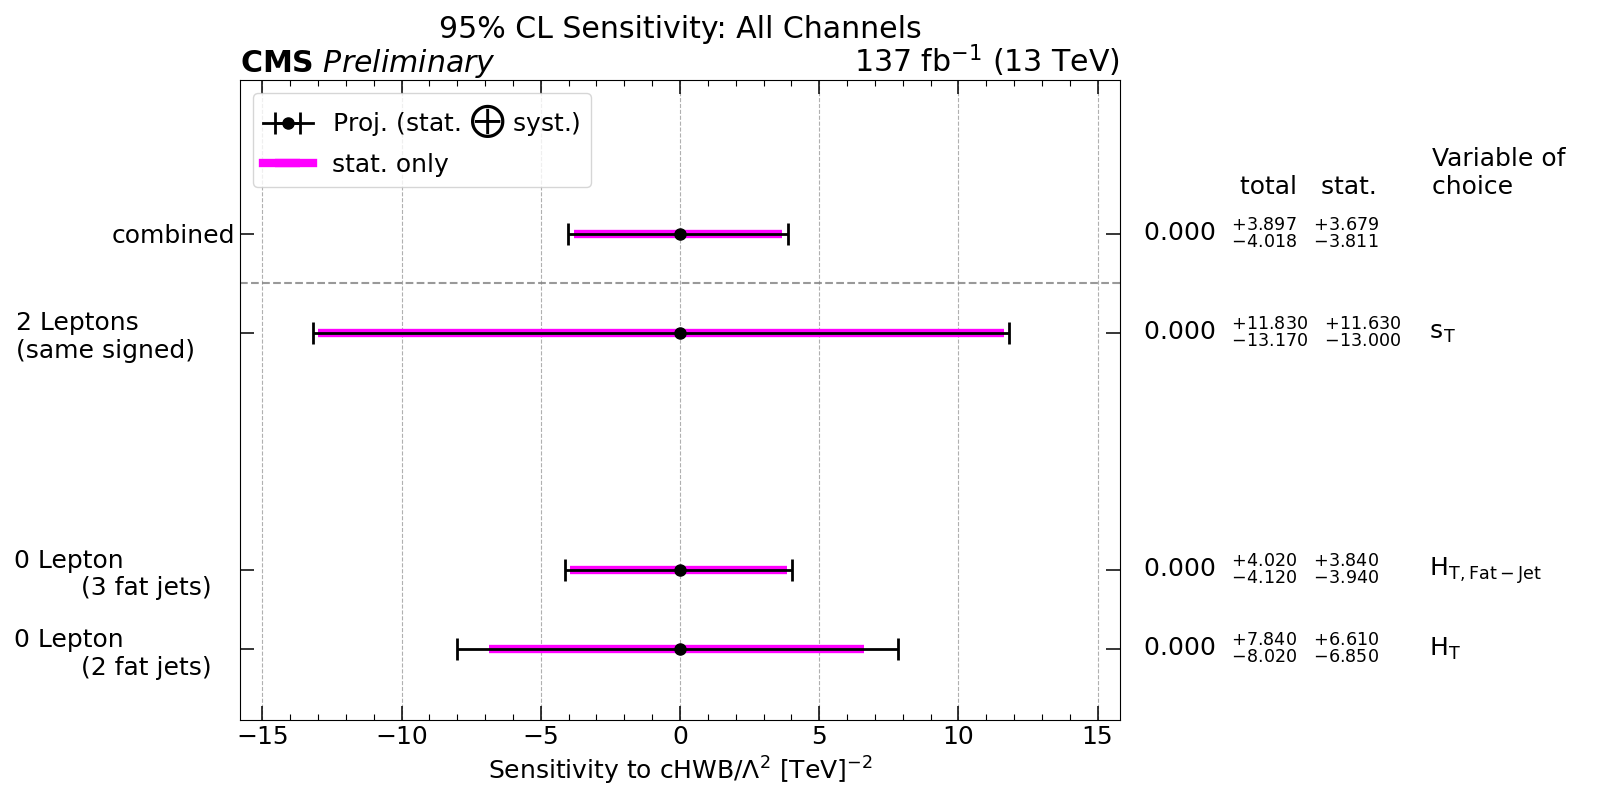 95% CL Sensitivity: All Channels
CMS Preliminary 137 fb⁻¹ (13 TeV)
Proj. (stat. ⊕ syst.)
stat. only
Variable of
total stat. choice
combined 0.000 +3.897 −4.018 +3.679 −3.811
2 Leptons
(same signed) 0.000 +11.830 −13.170 +11.630 −13.000 s_T
0 Lepton
(3 fat jets) 0.000 +4.020 −4.120 +3.840 −3.940 H_T, Fat−Jet
0 Lepton
(2 fat jets) 0.000 +7.840 −8.020 +6.610 −6.850 H_T
−15 −10 −5 0 5 10 15
Sensitivity to cHWB/Λ² [TeV]⁻²